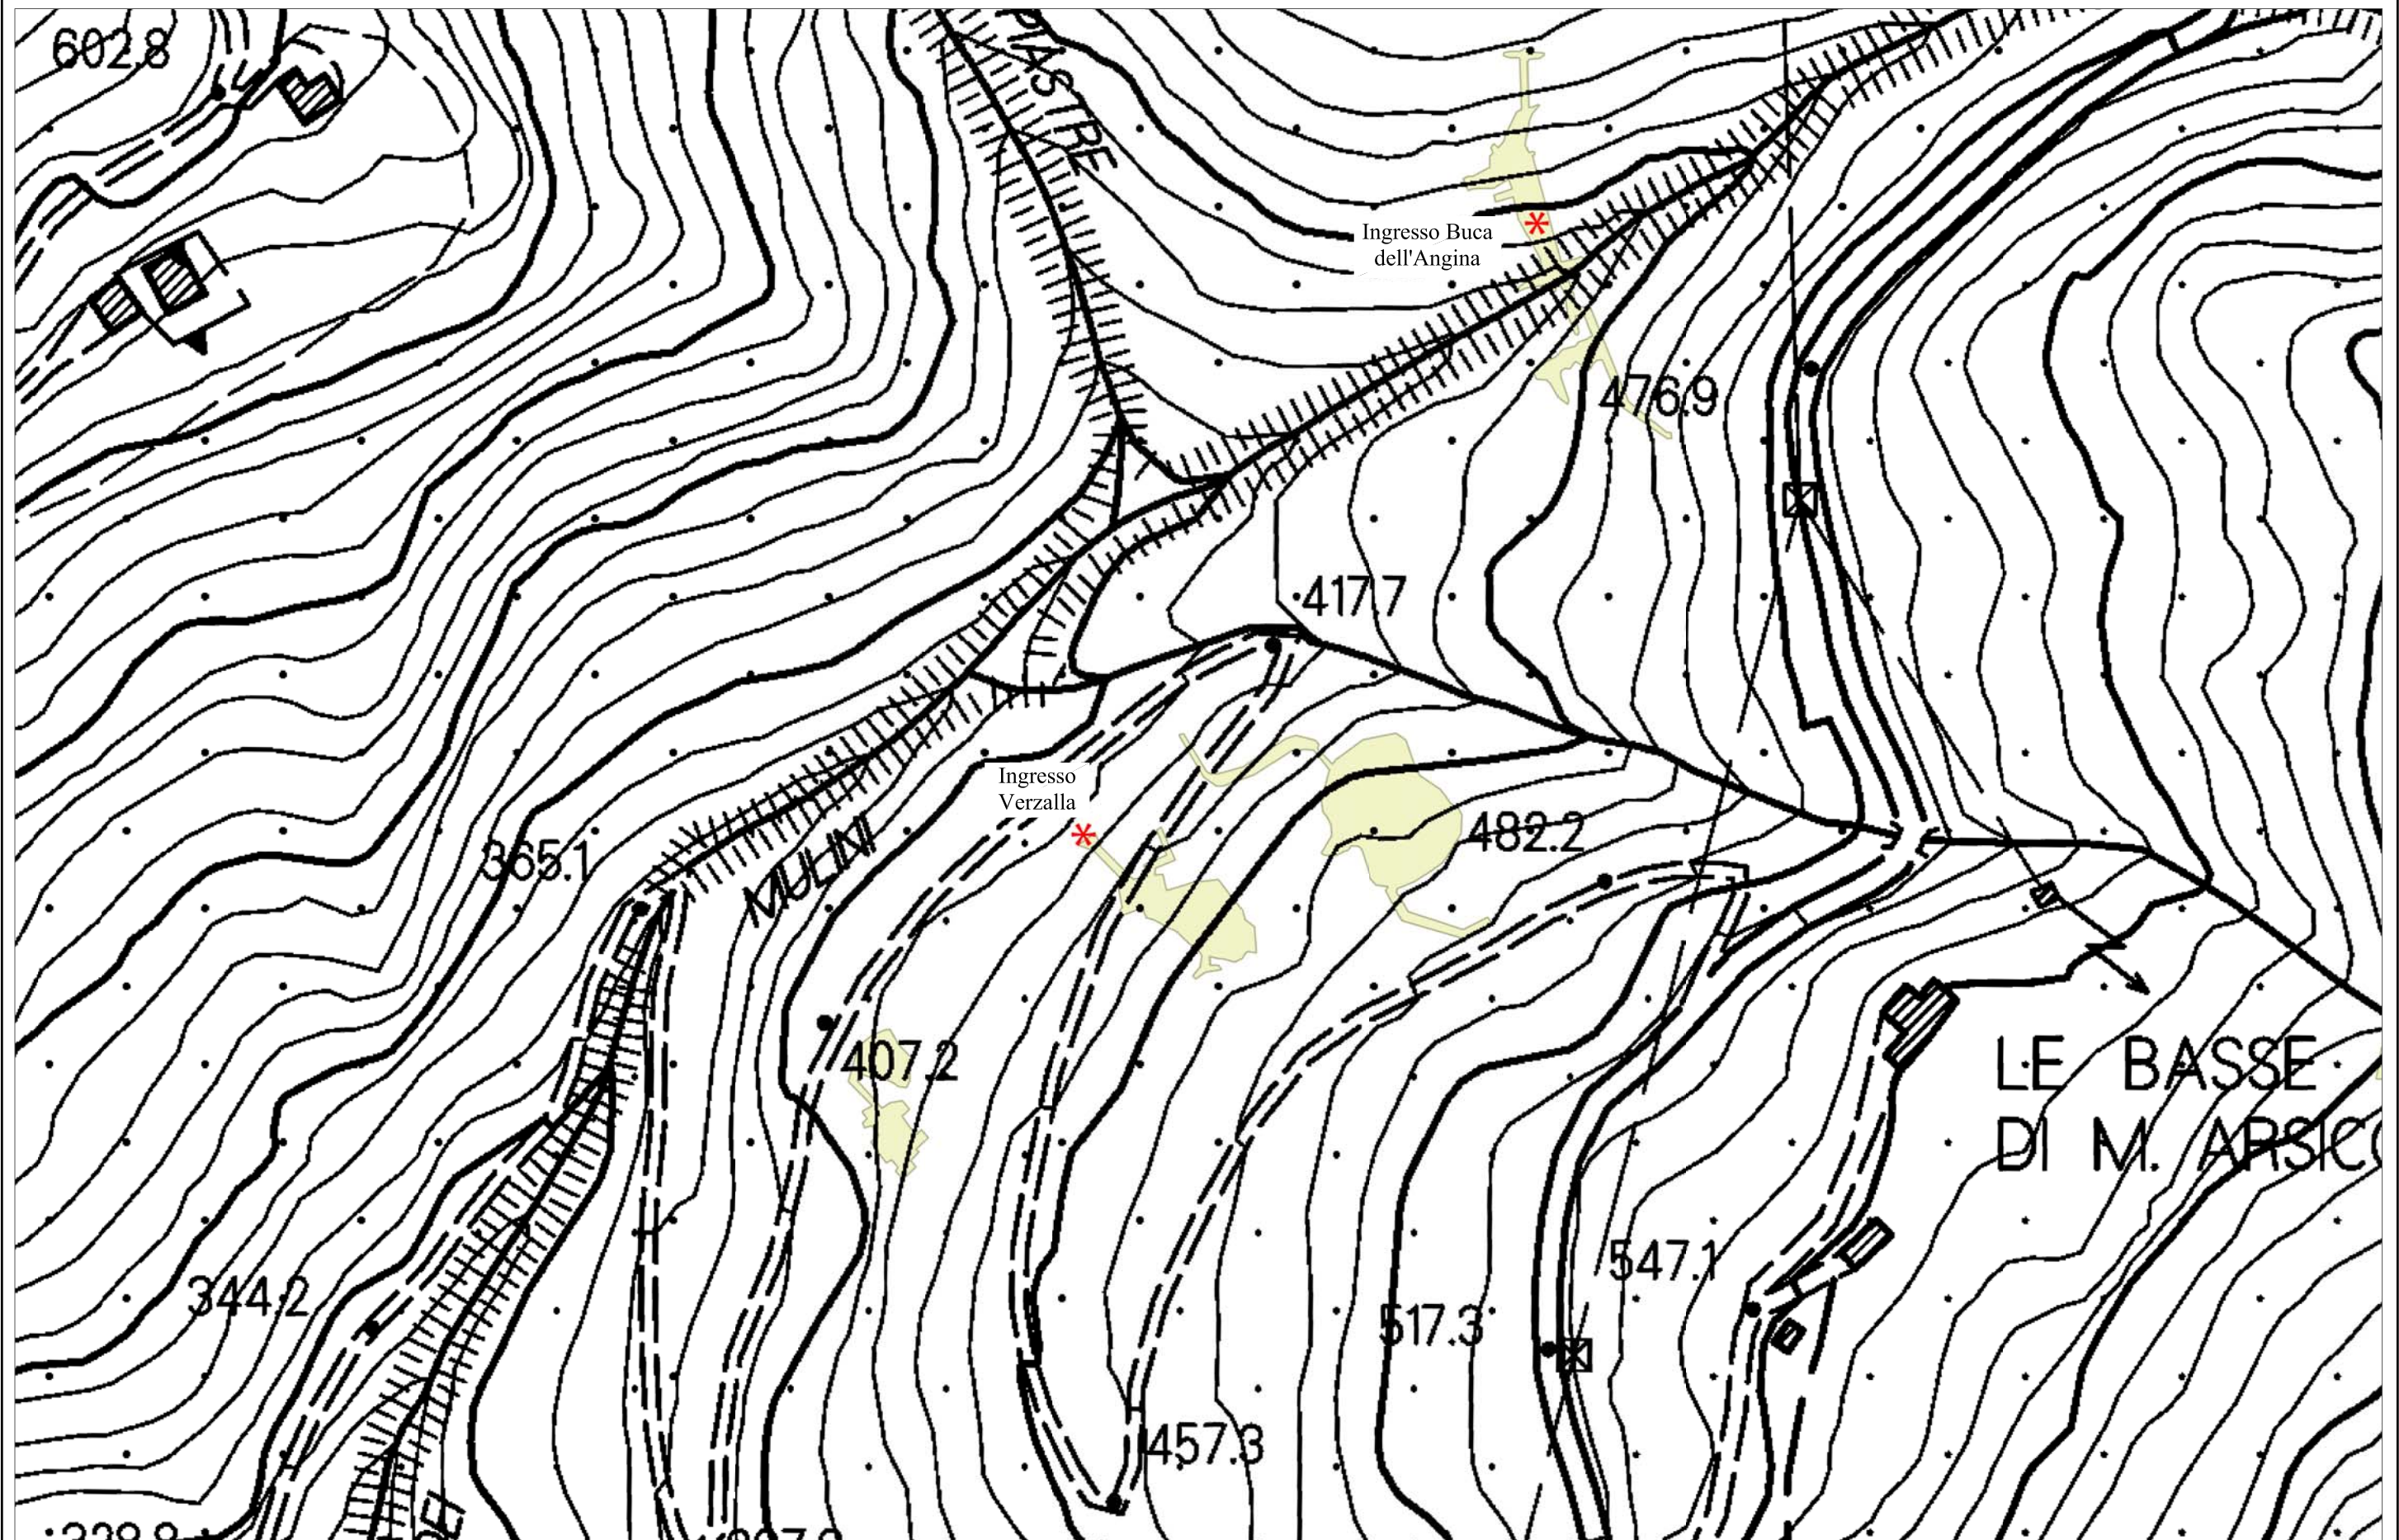 602.8
PIASTRE
Ingresso Buca
dell'Angina
476.9
417.7
Ingresso
Verzalla
482.2
365.1
MULINI
407.2
LE BASSE
DI M. ARSICC
344.2
547.1
517.3
457.3
DEI